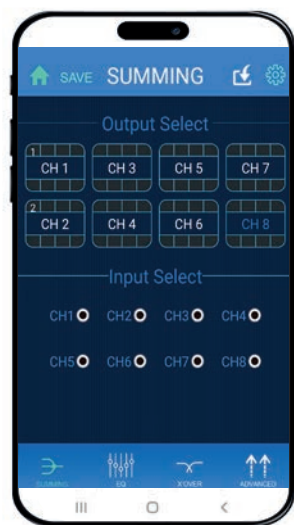 SAVE SUMMING
Output Select
1
CH 1 CH 3 CH 5 CH 7
2
CH 2 CH 4 CH 6 CH 8
Input Select
CH1 CH2 CH3 CH4
CH5 CH6 CH7 CH8
SUMMING EQ X'OVER ADVANCED